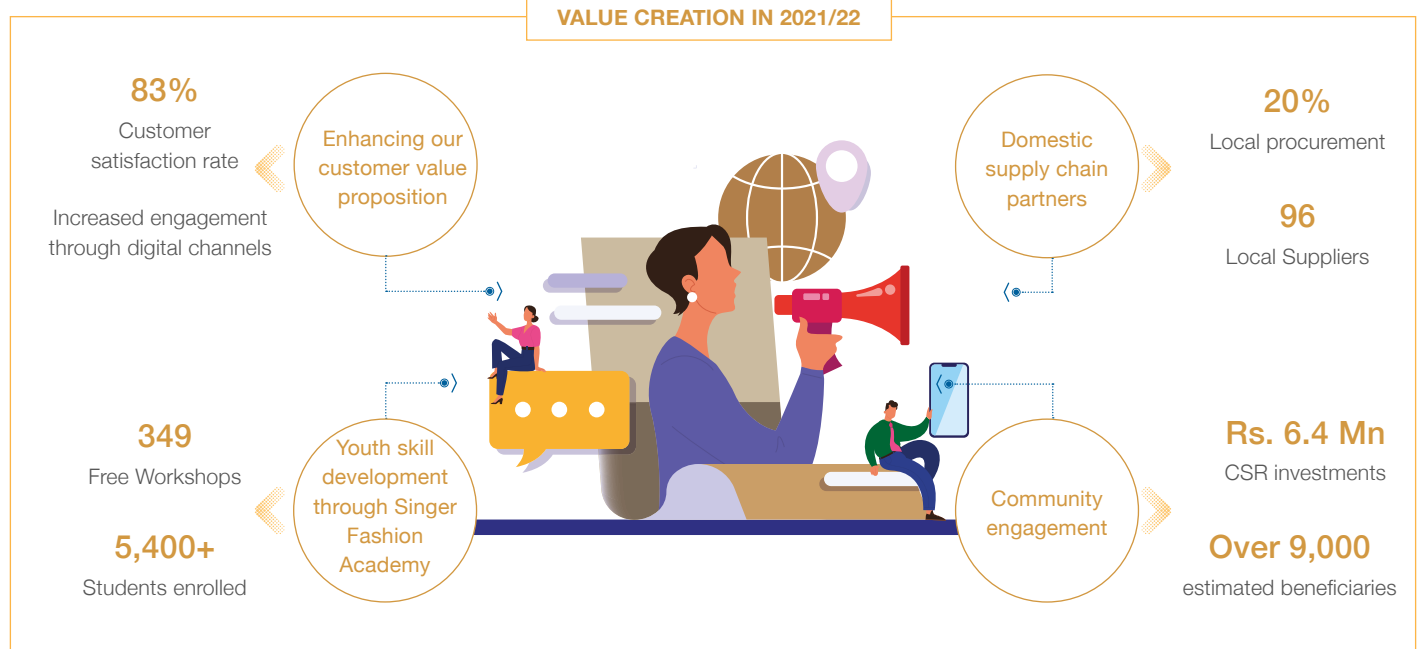 VALUE CREATION IN 2021/22
83%
Customer
satisfaction rate
Increased engagement
through digital channels
Enhancing our
customer value
proposition
Domestic
supply chain
partners
20%
Local procurement
96
Local Suppliers
349
Free Workshops
5,400+
Students enrolled
Youth skill
development
through Singer
Fashion
Academy
Community
engagement
Rs. 6.4 Mn
CSR investments
Over 9,000
estimated beneficiaries